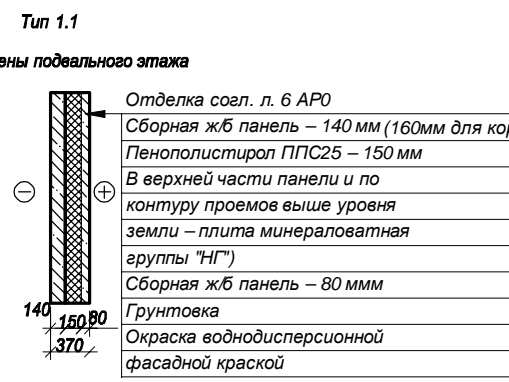 Тип 1.1
ены подвального этажа
Отделка согл. л. 6 АР0
Сборная ж/б панель – 140 мм (160мм для кор
Пенополистирол ППС25 – 150 мм
В верхней части панели и по
контуру проемов выше уровня
земли – плита минераловатная
группы "НГ")
Сборная ж/б панель – 80 ммм
Грунтовка
Окраска воднодисперсионной
фасадной краской
140
150 80
370